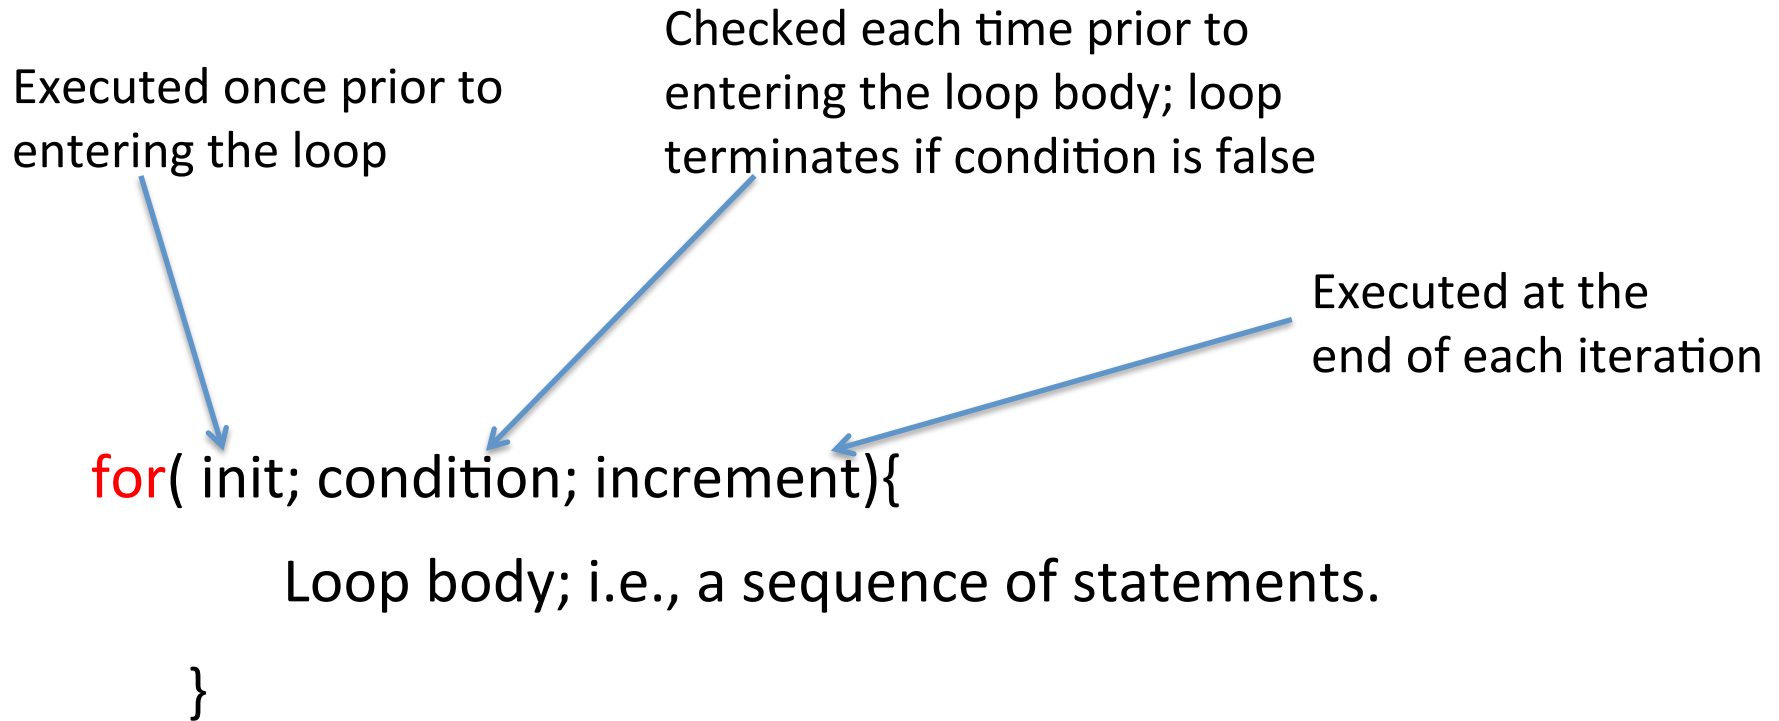 Executed once prior to
entering the loop
Checked each time prior to
entering the loop body; loop
terminates if condition is false
Executed at the
end of each iteration
for( init; condition; increment){
Loop body; i.e., a sequence of statements.
}